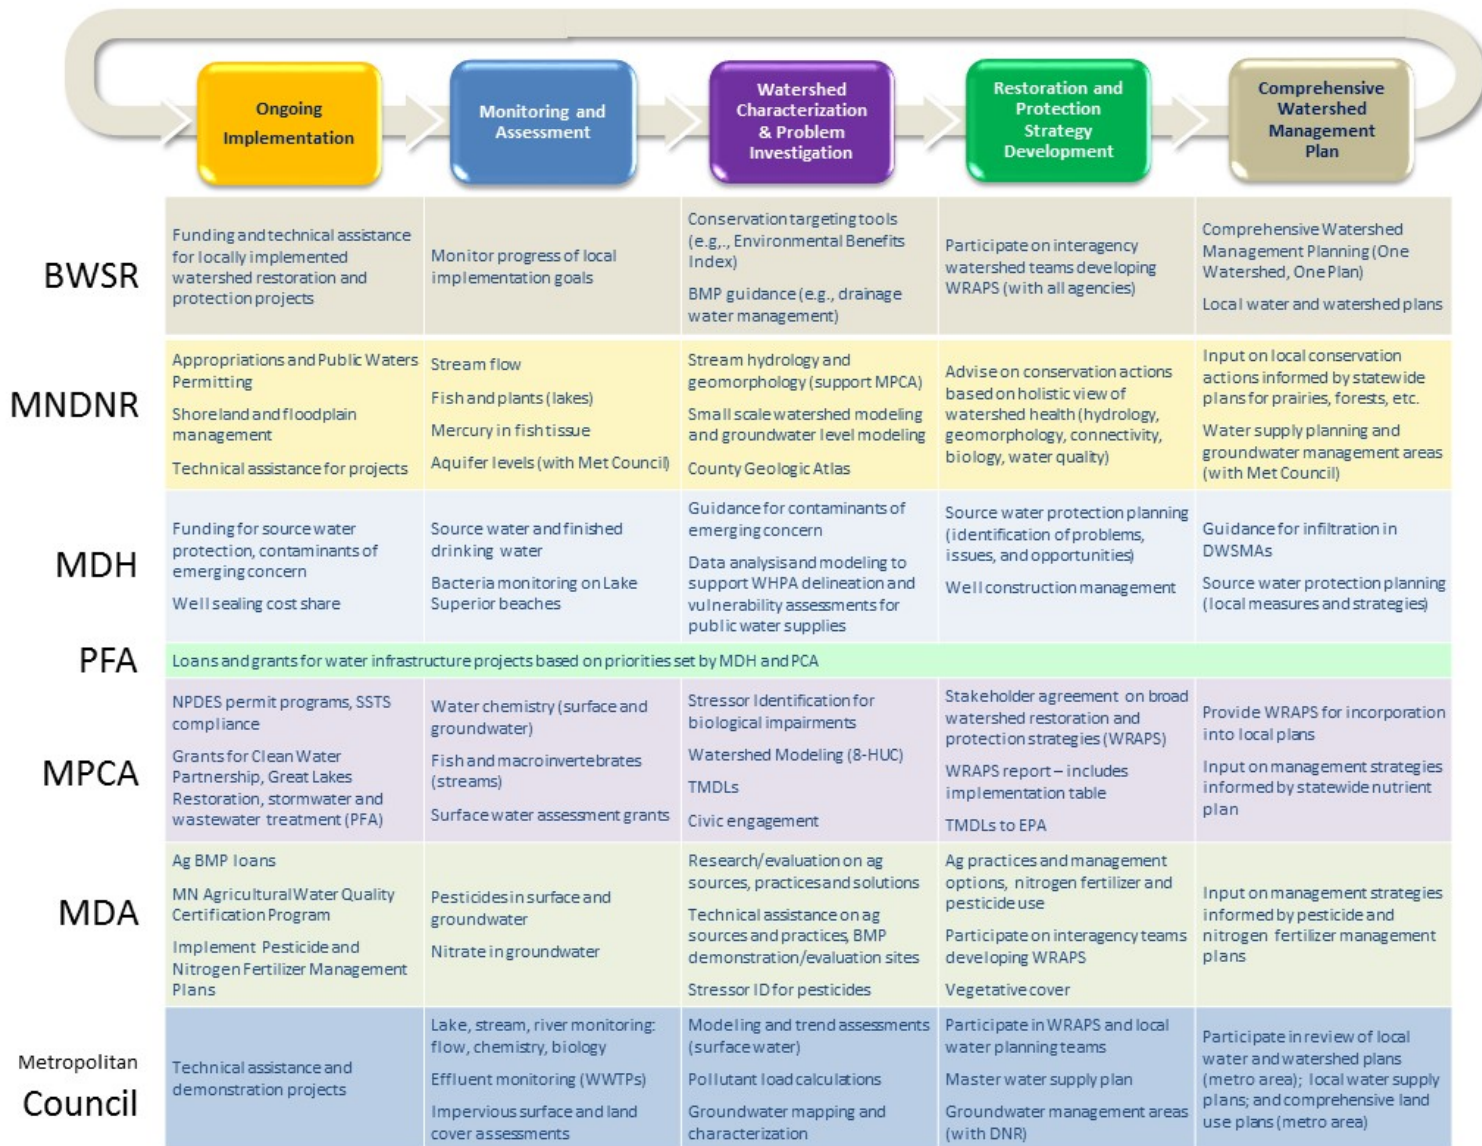 Ongoing
Implementation
Monitoring and
Assessment
Watershed
Characterization
& Problem
Investigation
Restoration and
Protection
Strategy
Development
Comprehensive
Watershed
Management
Plan
BWSR
Funding and technical assistance
for locally implemented
watershed restoration and
protection projects
Monitor progress of local
implementation goals
Conservation targeting tools
(e.g,., Environmental Benefits
Index)
BMP guidance (e.g., drainage
water management)
Participate on interagency
watershed teams developing
WRAPS (with all agencies)
Comprehensive Watershed
Management Planning (One
Watershed, One Plan)
Local water and watershed plans
MNDNR
Appropriations and Public Waters
Permitting
Shoreland and floodplain
management
Technical assistance for projects
Stream flow
Fish and plants (lakes)
Mercury in fish tissue
Aquifer levels (with Met Council)
Stream hydrology and
geomorphology (support MPCA)
Small scale watershed modeling
and groundwater level modeling
County Geologic Atlas
Advise on conservation actions
based on holistic view of
watershed health (hydrology,
geomorphology, connectivity,
biology, water quality)
Input on local conservation
actions informed by statewide
plans for prairies, forests, etc.
Water supply planning and
groundwater management areas
(with Met Council)
MDH
Funding for source water
protection, contaminants of
emerging concern
Well sealing cost share
Source water and finished
drinking water
Bacteria monitoring on Lake
Superior beaches
Guidance for contaminants of
emerging concern
Data analysis and modeling to
support WHPA delineation and
vulnerability assessments for
public water supplies
Source water protection planning
(identification of problems,
issues, and opportunities)
Well construction management
Guidance for infiltration in
DWSMAs
Source water protection planning
(local measures and strategies)
PFA
Loans and grants for water infrastructure projects based on priorities set by MDH and PCA
MPCA
NPDES permit programs, SSTS
compliance
Grants for Clean Water
Partnership, Great Lakes
Restoration, stormwater and
wastewater treatment (PFA)
Water chemistry (surface and
groundwater)
Fish and macroinvertebrates
(streams)
Surface water assessment grants
Stressor Identification for
biological impairments
Watershed Modeling (8-HUC)
TMDLs
Civic engagement
Stakeholder agreement on broad
watershed restoration and
protection strategies (WRAPS)
WRAPS report – includes
implementation table
TMDLs to EPA
Provide WRAPS for incorporation
into local plans
Input on management strategies
informed by statewide nutrient
plan
MDA
Ag BMP loans
MN Agricultural Water Quality
Certification Program
Implement Pesticide and
Nitrogen Fertilizer Management
Plans
Pesticides in surface and
groundwater
Nitrate in groundwater
Research/evaluation on ag
sources, practices and solutions
Technical assistance on ag
sources and practices, BMP
demonstration/evaluation sites
Stressor ID for pesticides
Ag practices and management
options, nitrogen fertilizer and
pesticide use
Participate on interagency teams
developing WRAPS
Vegetative cover
Input on management strategies
informed by pesticide and
nitrogen fertilizer management
plans
Metropolitan
Council
Technical assistance and
demonstration projects
Lake, stream, river monitoring:
flow, chemistry, biology
Effluent monitoring (WWTPs)
Impervious surface and land
cover assessments
Modeling and trend assessments
(surface water)
Pollutant load calculations
Groundwater mapping and
characterization
Participate in WRAPS and local
water planning teams
Master water supply plan
Groundwater management areas
(with DNR)
Participate in review of local
water and watershed plans
(metro area); local water supply
plans; and comprehensive land
use plans (metro area)